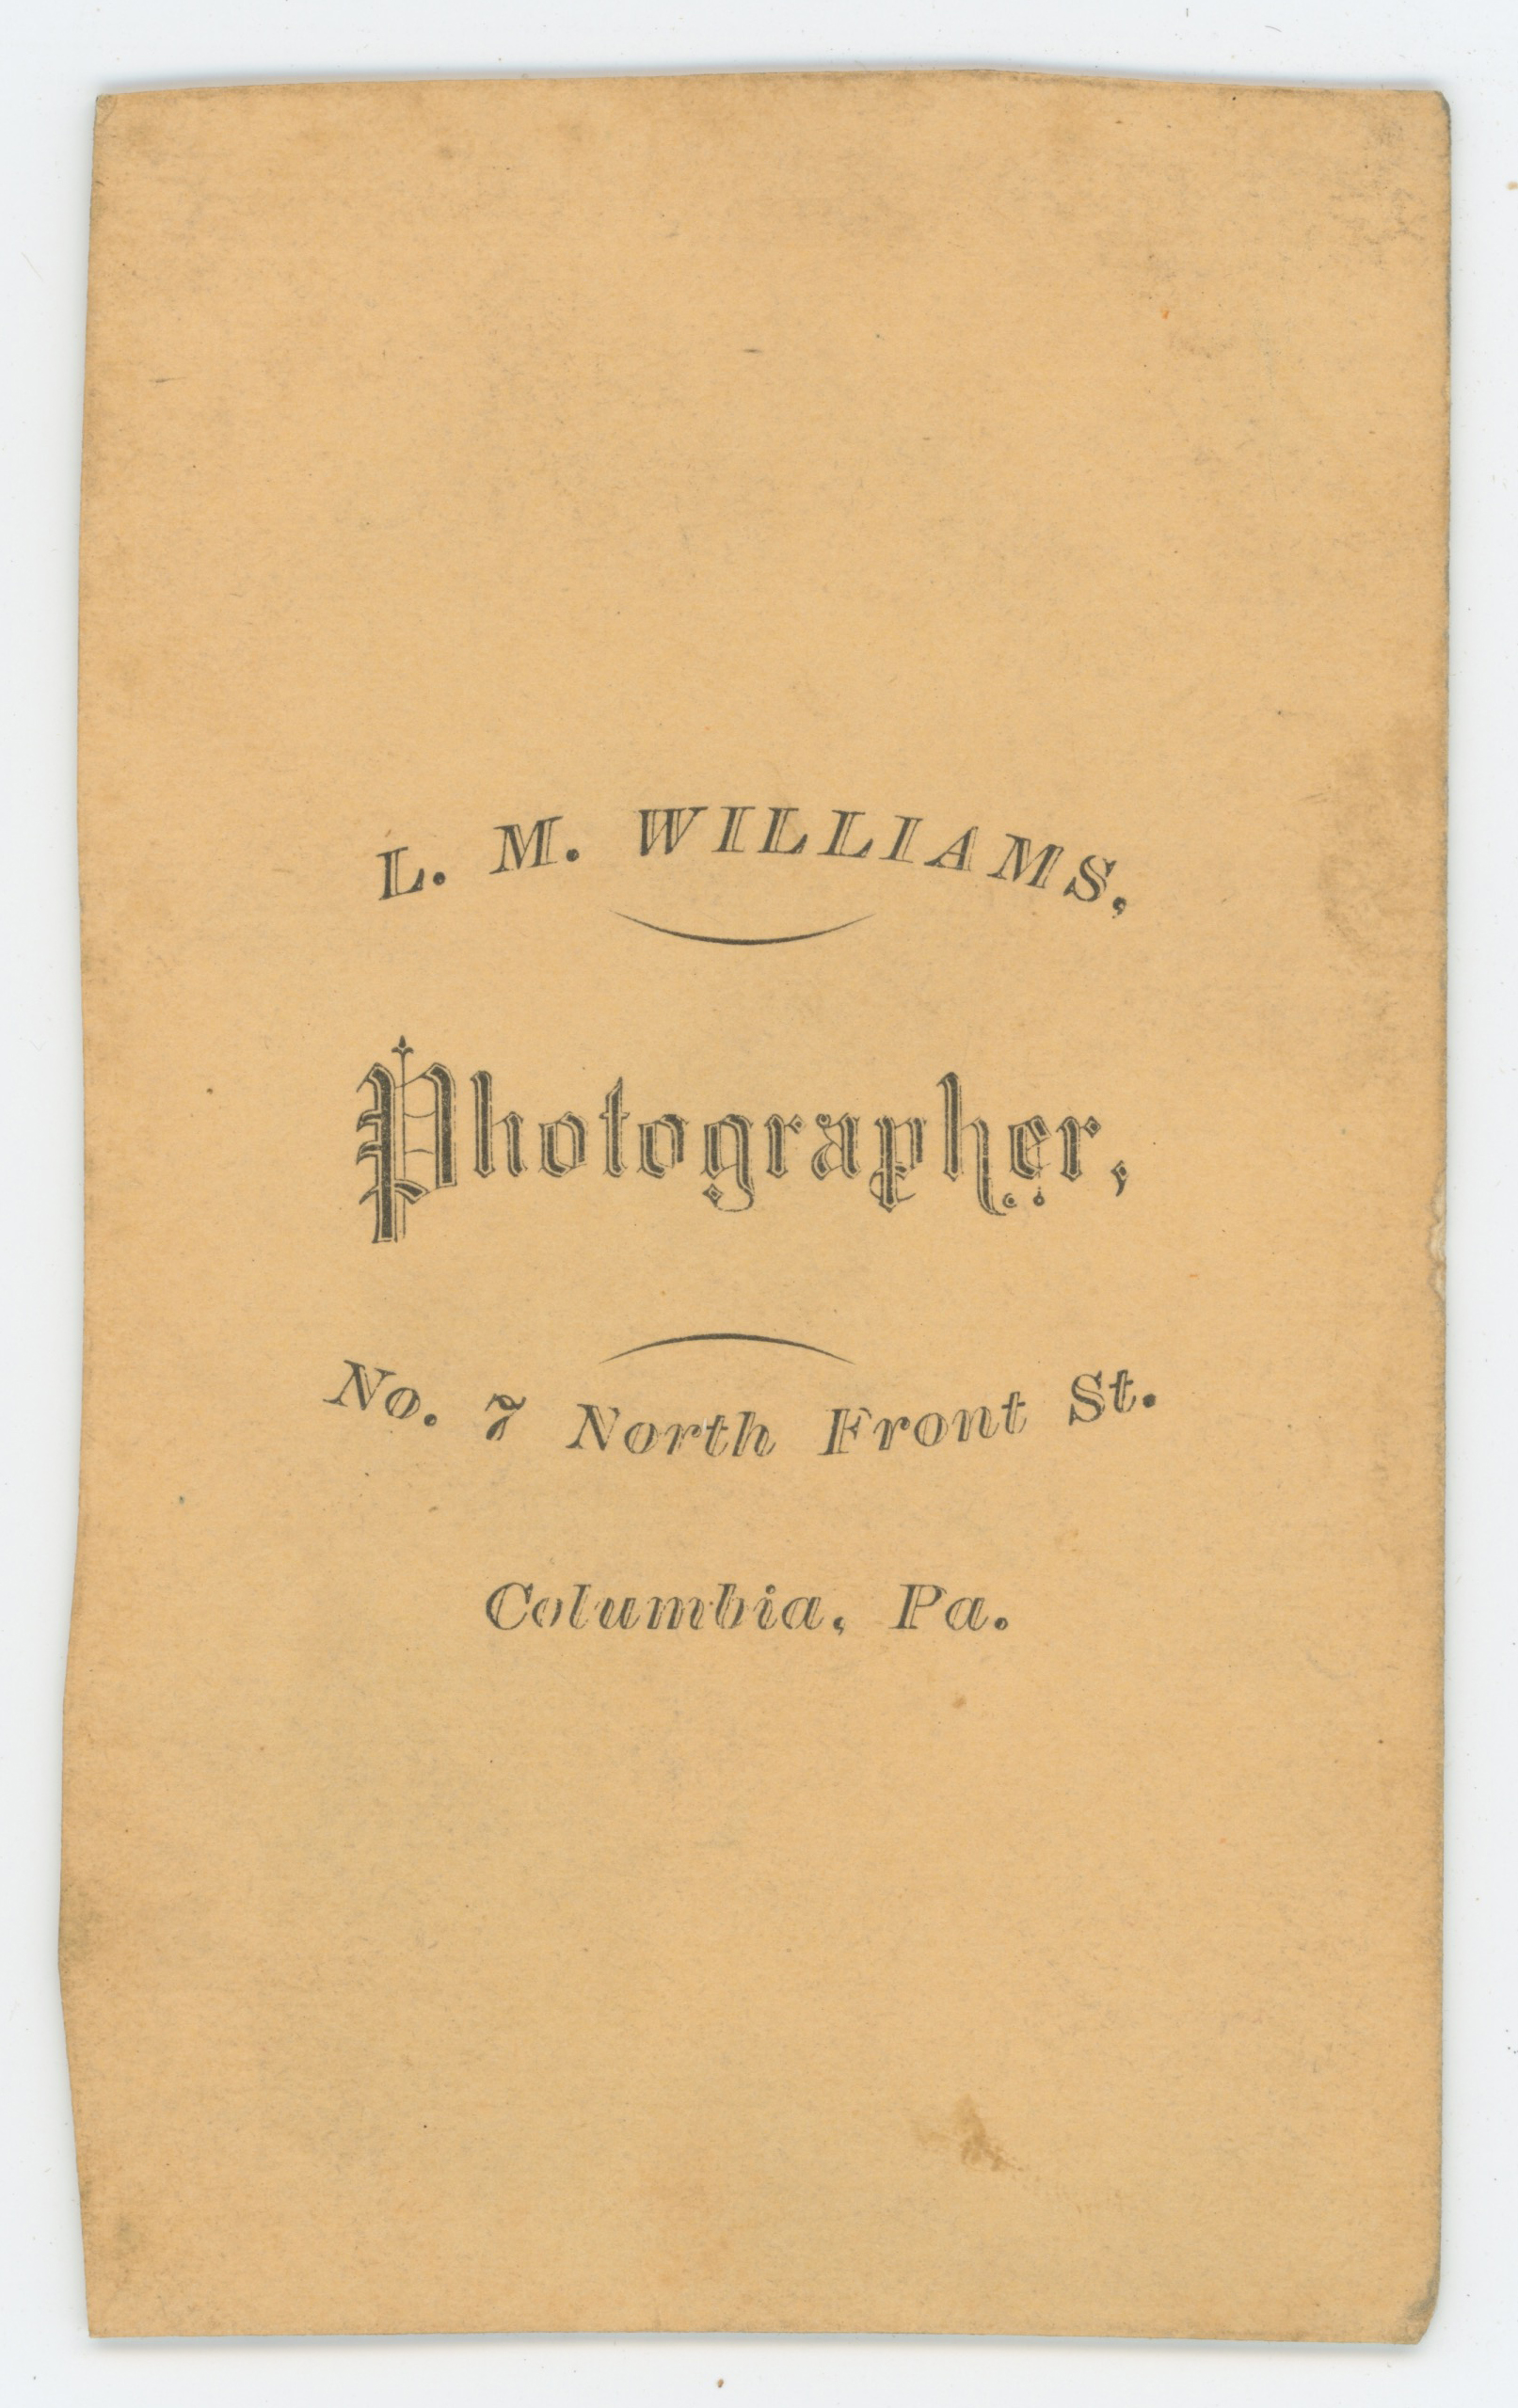 L. M. WILLIAMS,
Photographer,
No. 7 North Front St.
Columbia, Pa.